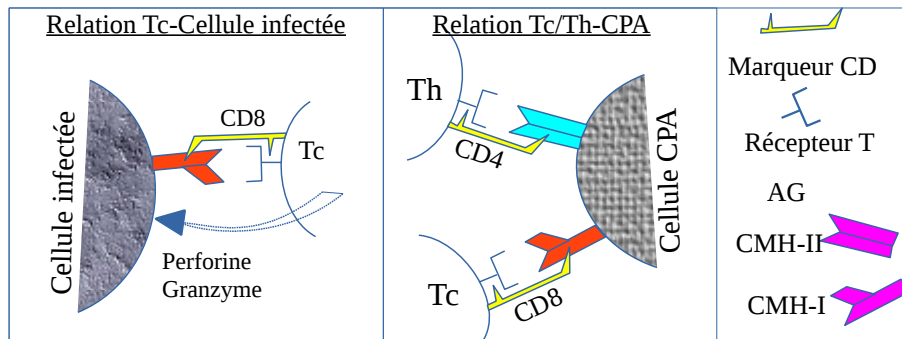 Relation Tc-Cellule infectée
Cellule infectée
CD8
Tc
Perforine
Granzyme
Relation Tc/Th-CPA
Th
CD4
Cellule CPA
Tc
CD8
Marqueur CD
Récepteur T
AG
CMH-II
CMH-I